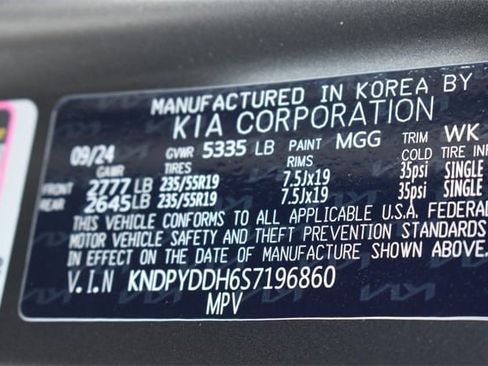 MANUFACTURED IN KOREA BY
KIA CORPORATION
09/24 GVWR 5335 LB PAINT MGG TRIM WK
GAWR TIRES RIMS COLD TIRE
FRONT 2777 LB 235/55R19 7.5Jx19 35psi SINGLE
REAR 2645 LB 235/55R19 7.5Jx19 35psi SINGLE
THIS VEHICLE CONFORMS TO ALL APPLICABLE U.S.A. FEDERAL
MOTOR VEHICLE SAFETY AND THEFT PREVENTION STANDARDS
IN EFFECT ON THE DATE OF MANUFACTURE SHOWN ABOVE.
V.I.N KNDPYDDH6S7196860
MPV